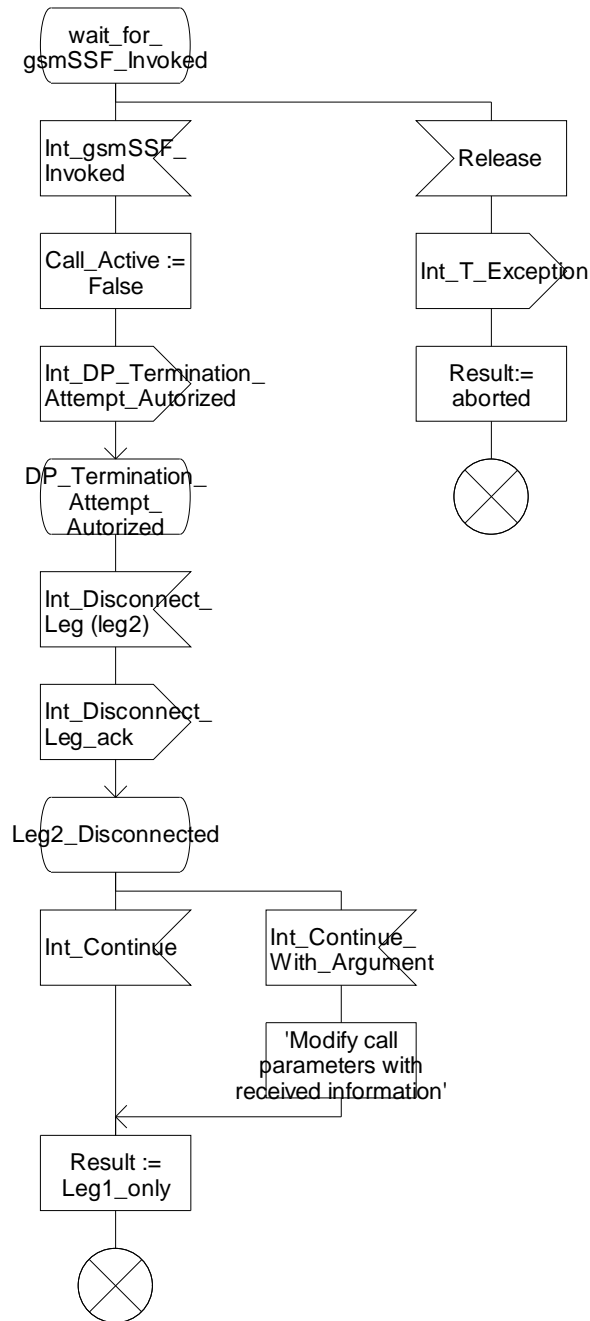 wait_for_
gsmSSF_Invoked
Int_gsmSSF_
Invoked
Release
Call_Active :=
False
Int_T_Exception
Int_DP_Termination_
Attempt_Autorized
Result:=
aborted
DP_Termination_
Attempt_
Autorized
Int_Disconnect_
Leg (leg2)
Int_Disconnect_
Leg_ack
Leg2_Disconnected
Int_Continue
Int_Continue_
With_Argument
'Modify call
parameters with
received information'
Result :=
Leg1_only